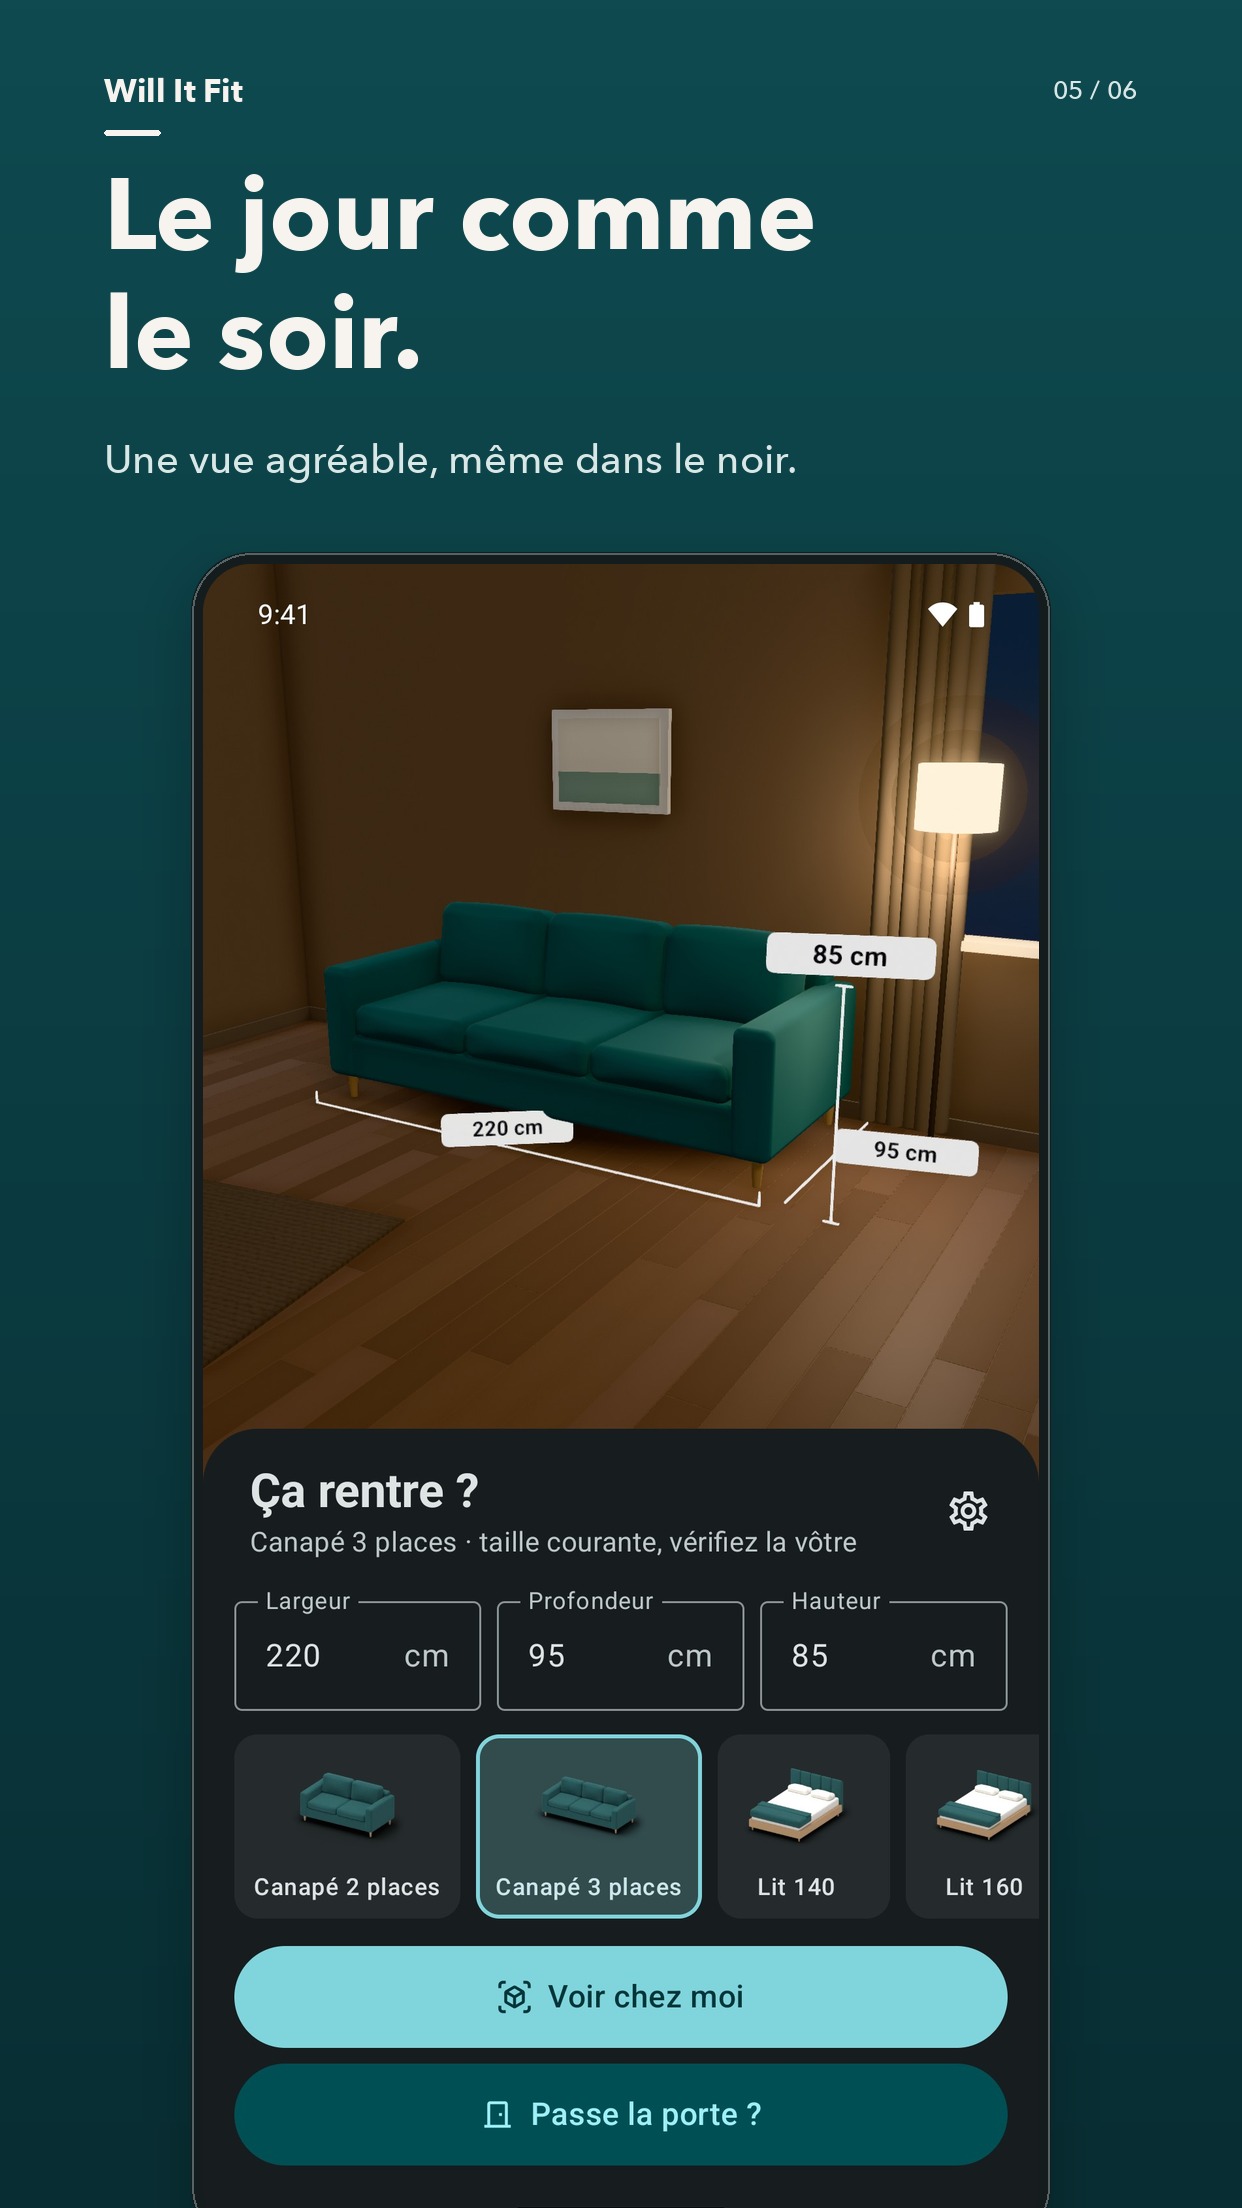 Will It Fit
05 / 06
Le jour comme
le soir.
Une vue agréable, même dans le noir.
9:41
85 cm
220 cm
95 cm
Ça rentre ?
Canapé 3 places · taille courante, vérifiez la vôtre
Largeur
Profondeur
Hauteur
220 cm
95 cm
85 cm
Canapé 2 places
Canapé 3 places
Lit 140
Lit 160
Voir chez moi
Passe la porte ?